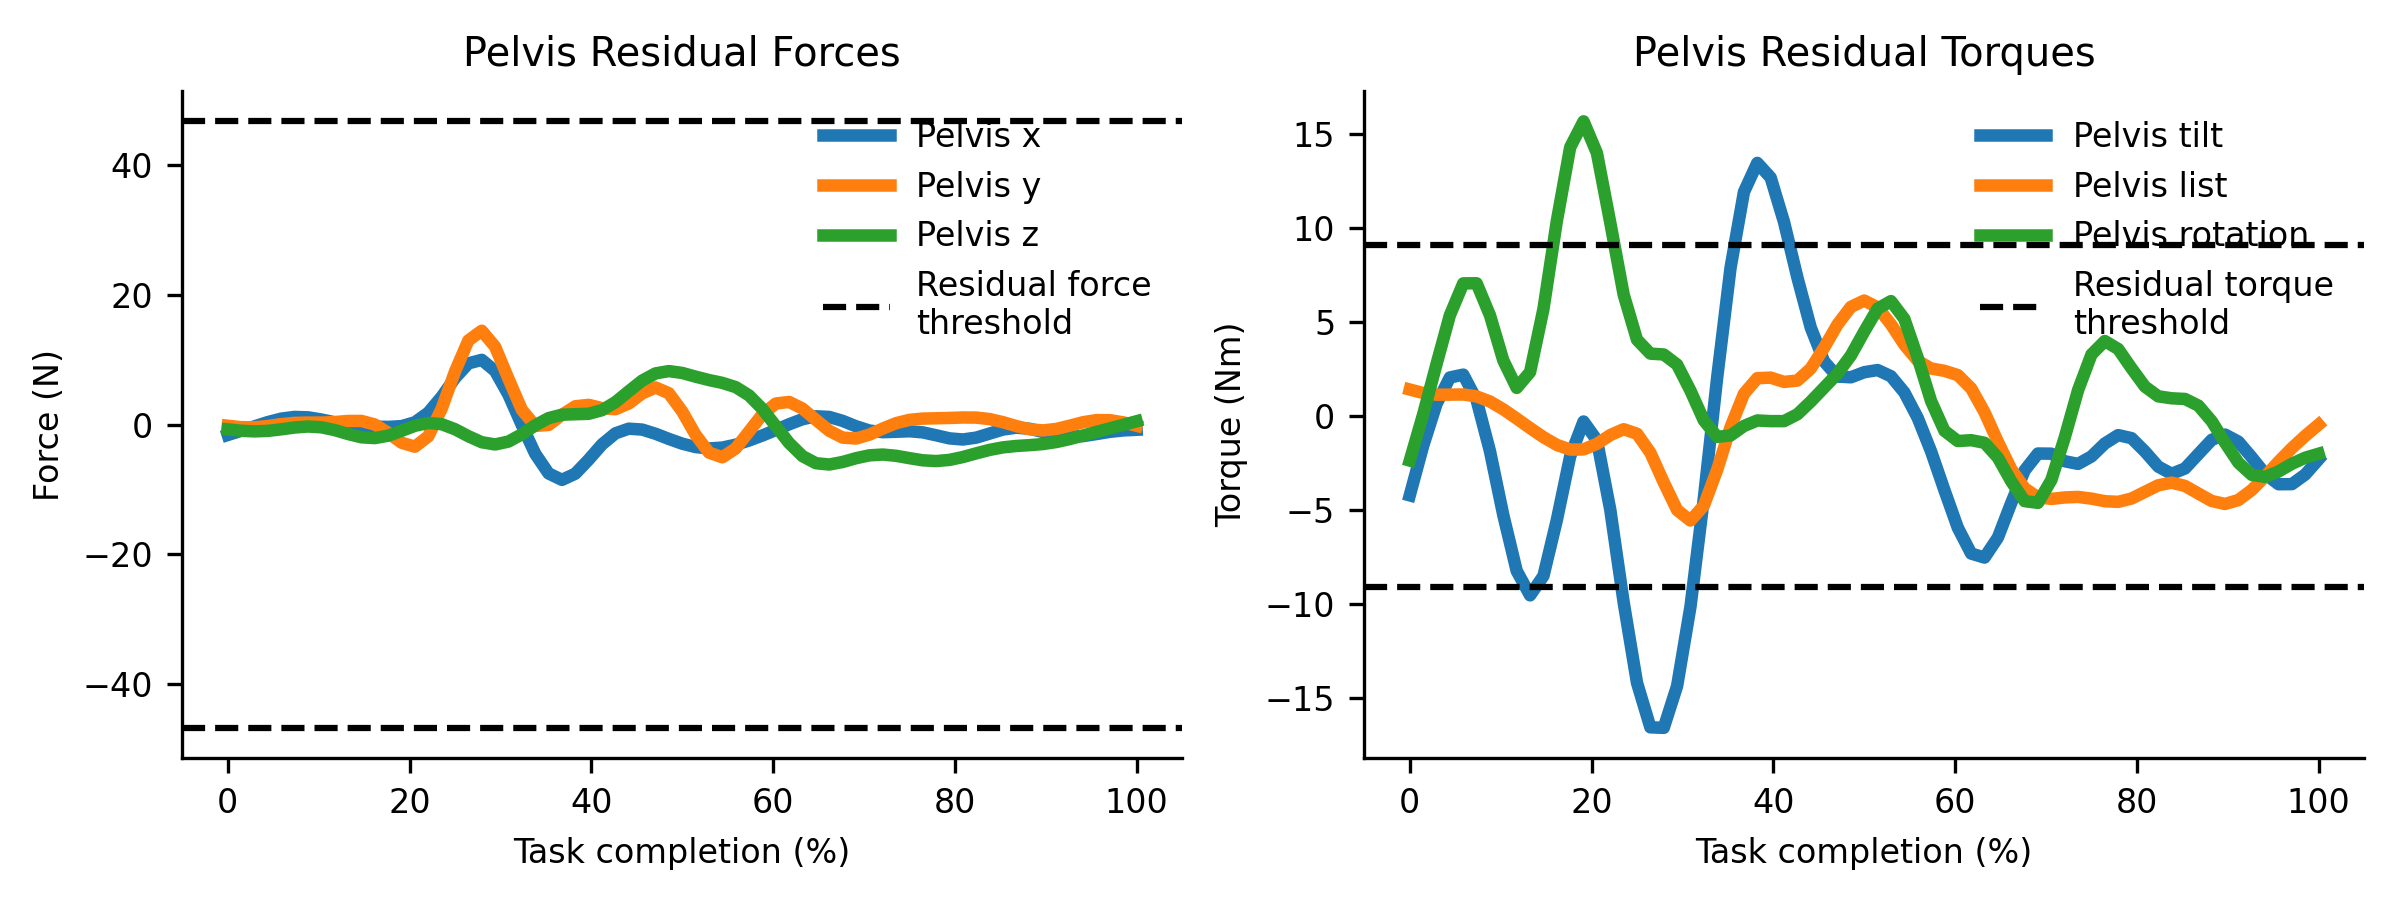 Pelvis Residual Forces
Pelvis x
Pelvis y
Pelvis z
Residual force
threshold
40
20
0
−20
−40
Force (N)
0 20 40 60 80 100
Task completion (%)
Pelvis Residual Torques
Pelvis tilt
Pelvis list
Pelvis rotation
Residual torque
threshold
15
10
5
0
−5
−10
−15
Torque (Nm)
0 20 40 60 80 100
Task completion (%)